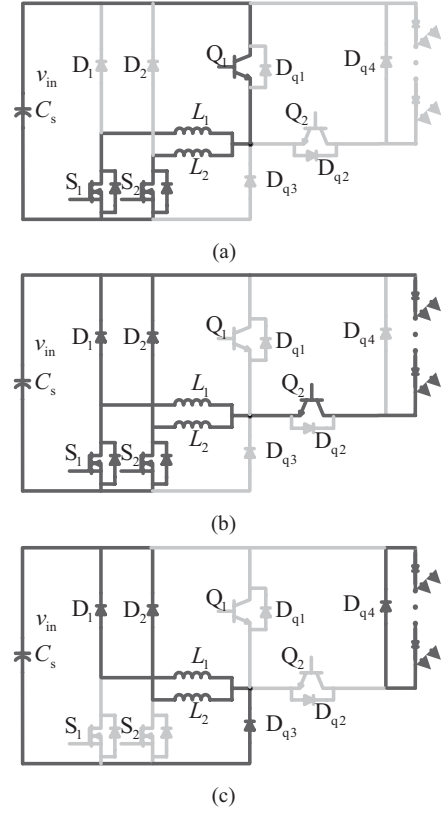 D1 D2 Q1 Dq1 Dq4
vin
Cs
L1 Q2
L2
S1 S2 Dq3 Dq2
(a)
D1 D2 Q1 Dq1 Dq4
vin
Cs
L1 Q2
L2
S1 S2 Dq3 Dq2
(b)
D1 D2 Q1 Dq1 Dq4
vin
Cs
L1 Q2
L2
S1 S2 Dq3 Dq2
(c)